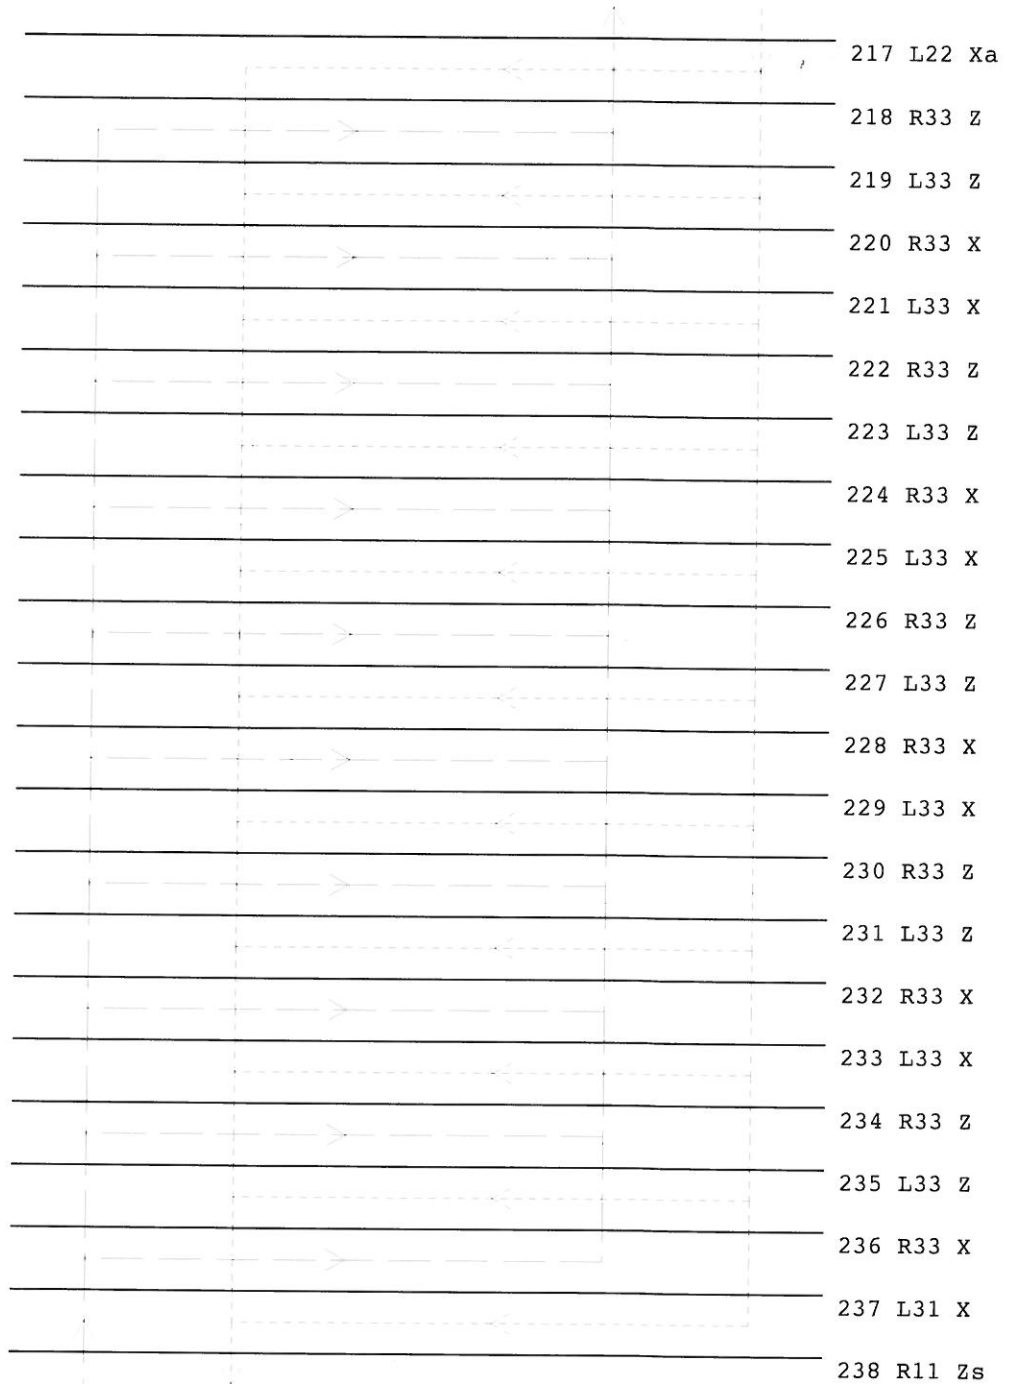 217 L22 Xa
218 R33 Z
219 L33 Z
220 R33 X
221 L33 X
222 R33 Z
223 L33 Z
224 R33 X
225 L33 X
226 R33 Z
227 L33 Z
228 R33 X
229 L33 X
230 R33 Z
231 L33 Z
232 R33 X
233 L33 X
234 R33 Z
235 L33 Z
236 R33 X
237 L31 X
238 R11 Zs